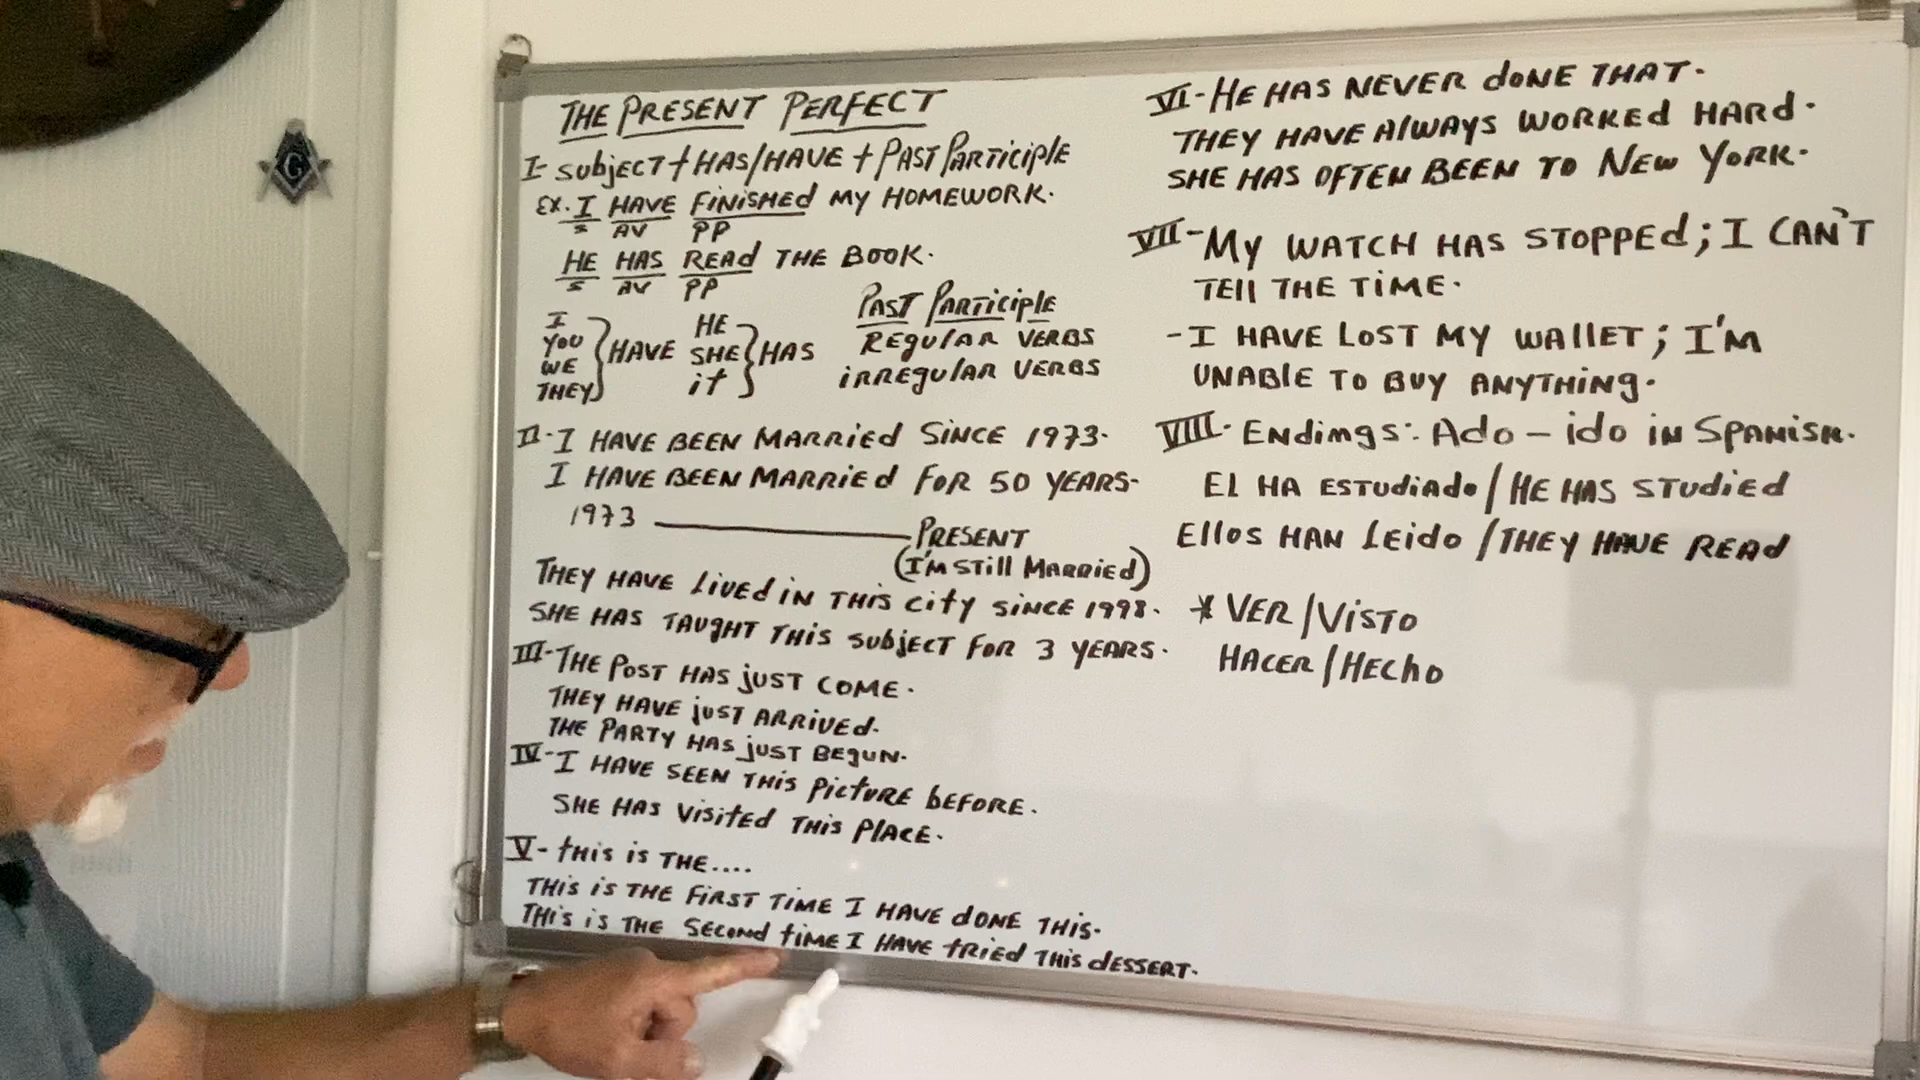 THE PRESENT PERFECT
I- SUBJECT + HAS/HAVE + PAST PARTICIPLE
EX. I HAVE FINISHED MY HOMEWORK.
S AV PP
HE HAS READ THE BOOK.
S AV PP
I
YOU
WE
THEY
HAVE
HE
SHE
it
HAS
PAST PARTICIPLE
REGULAR VERBS
IRREGULAR VERBS
II- I HAVE BEEN MARRIED SINCE 1973.
I HAVE BEEN MARRIED FOR 50 YEARS-
1973 ——— PRESENT
(I'M STILL MARRIED)
THEY HAVE LIVED IN THIS CITY SINCE 1998.
SHE HAS TAUGHT THIS SUBJECT FOR 3 YEARS.
III- THE POST HAS JUST COME.
THEY HAVE JUST ARRIVED.
THE PARTY HAS JUST BEGUN.
IV- I HAVE SEEN THIS PICTURE BEFORE.
SHE HAS VISITED THIS PLACE.
V- THIS IS THE....
THIS IS THE FIRST TIME I HAVE DONE THIS.
THIS IS THE SECOND TIME I HAVE TRIED THIS DESSERT.
VI- HE HAS NEVER DONE THAT.
THEY HAVE ALWAYS WORKED HARD.
SHE HAS OFTEN BEEN TO NEW YORK.
VII- MY WATCH HAS STOPPED; I CAN'T
TELL THE TIME.
- I HAVE LOST MY WALLET; I'M
UNABLE TO BUY ANYTHING.
VIII. ENDINGS: ADO - IDO IN SPANISH.
EL HA ESTUDIADO / HE HAS STUDIED
ELLOS HAN LEIDO / THEY HAVE READ
* VER / VISTO
HACER / HECHO
G